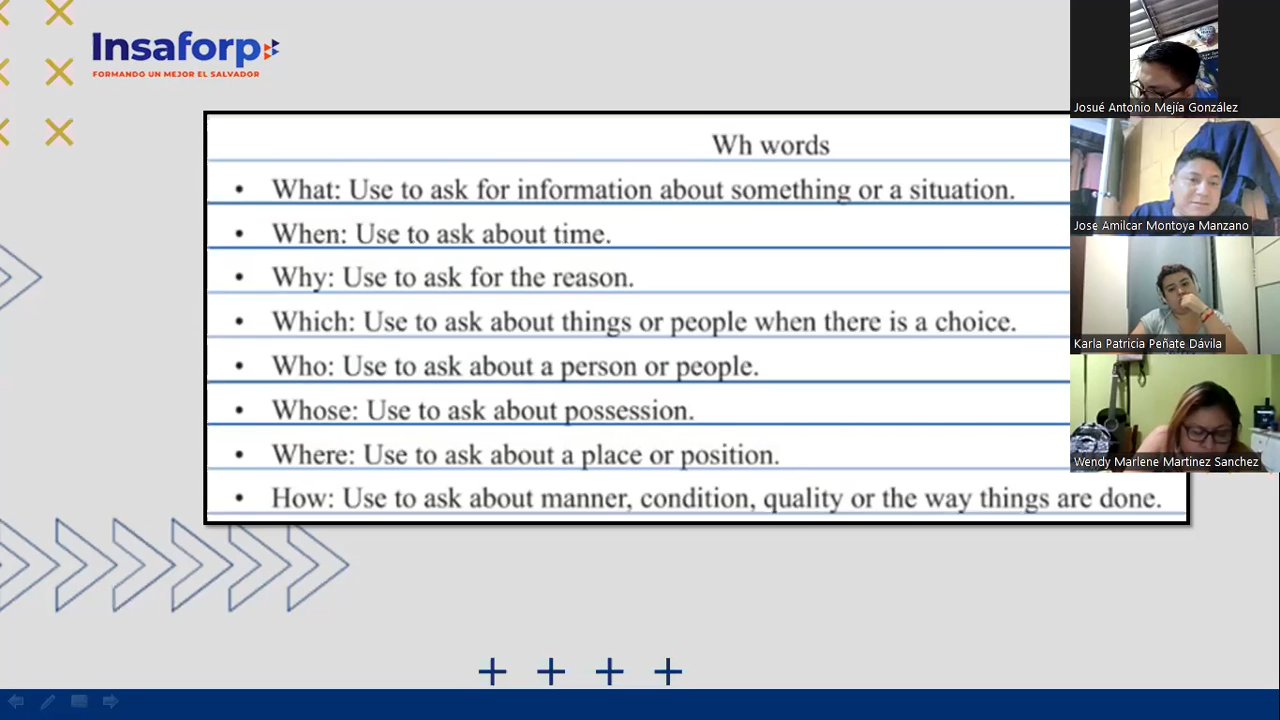 Insaforp
FORMANDO UN MEJOR EL SALVADOR
Wh words
• What: Use to ask for information about something or a situation.
• When: Use to ask about time.
• Why: Use to ask for the reason.
• Which: Use to ask about things or people when there is a choice.
• Who: Use to ask about a person or people.
• Whose: Use to ask about possession.
• Where: Use to ask about a place or position.
• How: Use to ask about manner, condition, quality or the way things are done.
Josué Antonio Mejía González
Jose Amilcar Montoya Manzano
Karla Patricia Peñate Dávila
Wendy Marlene Martinez Sanchez